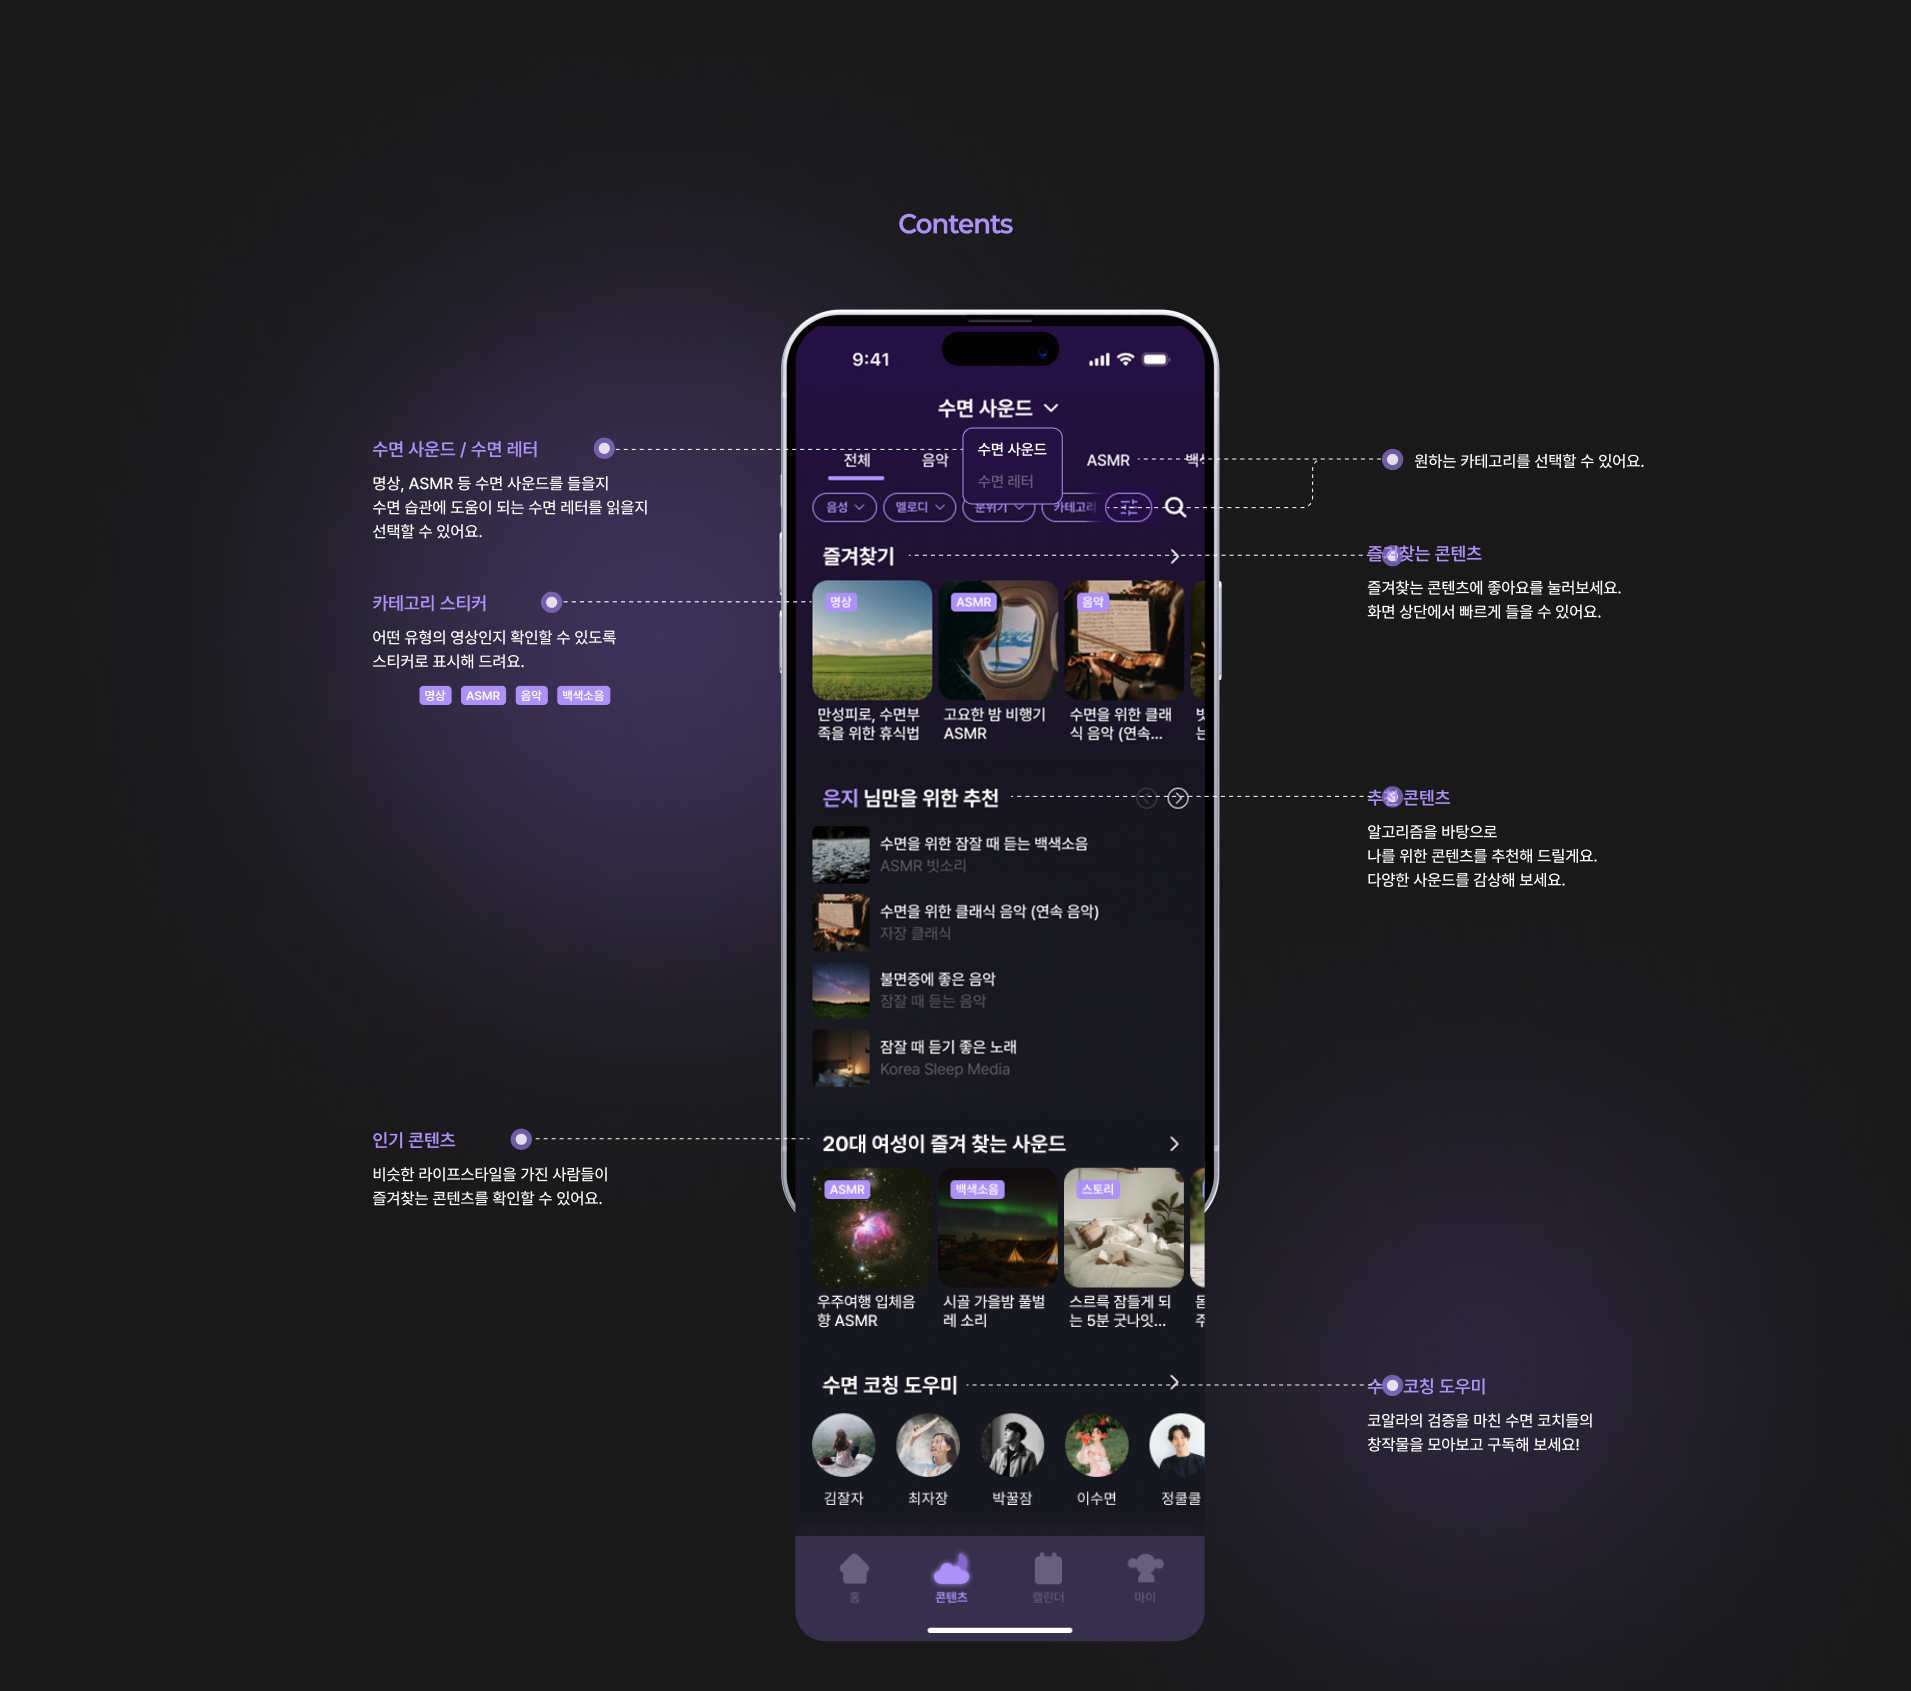 Contents
9:41
수면 사운드
수면 사운드
수면 레터
전체
음악
ASMR
음성
멜로디
분위기
카테고리
즐겨찾기
명상
ASMR
음악
만성피로, 수면부
족을 위한 휴식법
고요한 밤 비행기
ASMR
수면을 위한 클래
식 음악 (연속...
은지 님만을 위한 추천
수면을 위한 잠잘 때 듣는 백색소음
ASMR 빗소리
수면을 위한 클래식 음악 (연속 음악)
자장 클래식
불면증에 좋은 음악
잠잘 때 듣는 음악
잠잘 때 듣기 좋은 노래
Korea Sleep Media
20대 여성이 즐겨 찾는 사운드
ASMR
백색소음
스토리
우주여행 입체음
향 ASMR
시골 가을밤 풀벌
레 소리
스르륵 잠들게 되
는 5분 굿나잇...
수면 코칭 도우미
김잘자
최자장
박꿀잠
이수면
정쿨쿨
홈
콘텐츠
캘린더
마이
수면 사운드 / 수면 레터
명상, ASMR 등 수면 사운드를 들을지
수면 습관에 도움이 되는 수면 레터를 읽을지
선택할 수 있어요.
카테고리 스티커
어떤 유형의 영상인지 확인할 수 있도록
스티커로 표시해 드려요.
명상
ASMR
음악
백색소음
인기 콘텐츠
비슷한 라이프스타일을 가진 사람들이
즐겨찾는 콘텐츠를 확인할 수 있어요.
원하는 카테고리를 선택할 수 있어요.
즐겨찾는 콘텐츠
즐겨찾는 콘텐츠에 좋아요를 눌러보세요.
화면 상단에서 빠르게 들을 수 있어요.
추천 콘텐츠
알고리즘을 바탕으로
나를 위한 콘텐츠를 추천해 드릴게요.
다양한 사운드를 감상해 보세요.
수면 코칭 도우미
코알라의 검증을 마친 수면 코치들의
창작물을 모아보고 구독해 보세요!